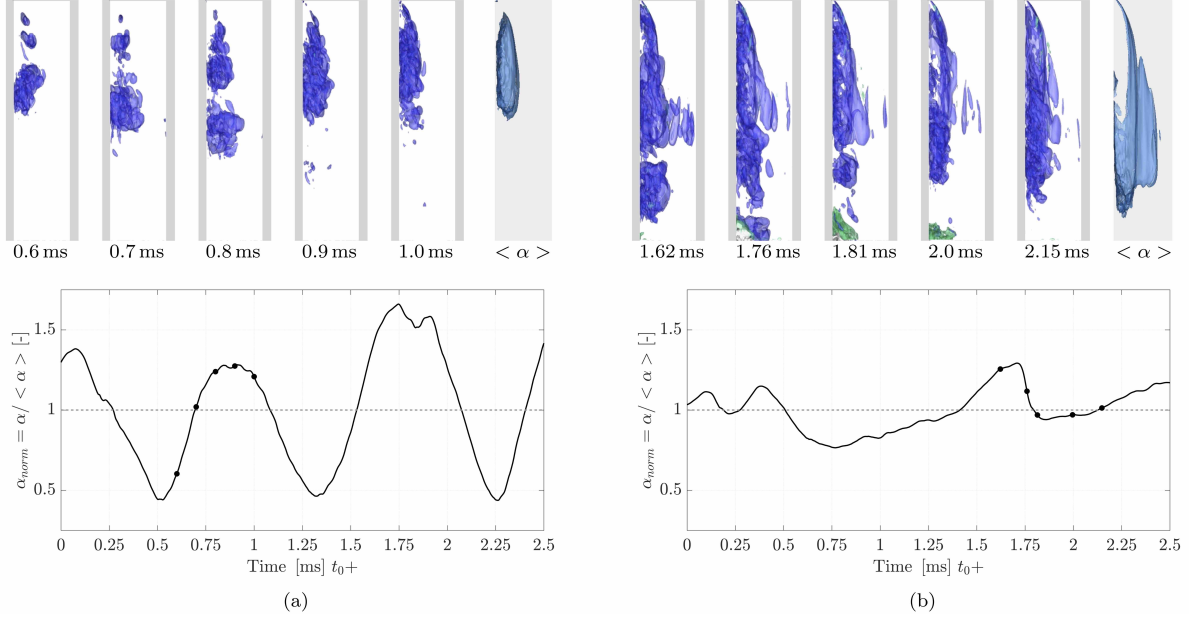 0.6 ms 0.7 ms 0.8 ms 0.9 ms 1.0 ms < α >
1.5
1
0.5
α_norm = α/ < α > [-]
0 0.25 0.5 0.75 1 1.25 1.5 1.75 2 2.25 2.5
Time [ms] t₀+
(a)
1.62 ms 1.76 ms 1.81 ms 2.0 ms 2.15 ms < α >
1.5
1
0.5
α_norm = α/ < α > [-]
0 0.25 0.5 0.75 1 1.25 1.5 1.75 2 2.25 2.5
Time [ms] t₀+
(b)